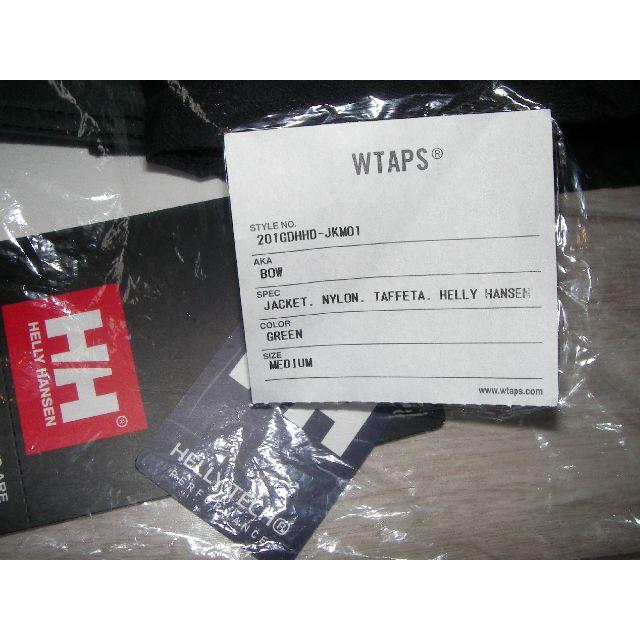 WTAPS®
STYLE NO.
201GDHHD-JKM01
AKA
BOW
SPEC
JACKET. NYLON. TAFFETA. HELLY HANSEN
COLOR
GREEN
SIZE
MEDIUM
www.wtaps.com
HH®
HELLY HANSEN
HELLY TECH®
PERFORMANCE
ARE